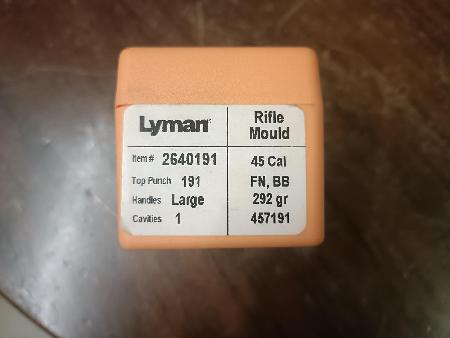 Lyman
Rifle
Mould
Item # 2640191
45 Cal
Top Punch 191
FN, BB
Handles Large
292 gr
Cavities 1
457191